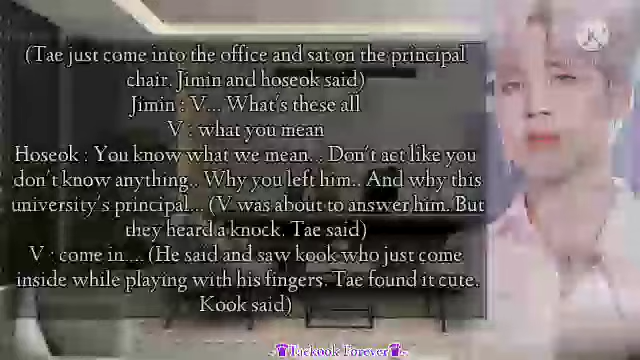 (Tae just come into the office and sat on the principal
chair. Jimin and hoseok said)
Jimin : V... What's these all
V : what you mean
Hoseok : You know what we mean. . Don't act like you
don't know anything.. Why you left him.. And why this
university's principal... (V was about to answer him. But
they heard a knock. Tae said)
V : come in.... (He said and saw kook who just come
inside while playing with his fingers. Tae found it cute.
Kook said)
Taekook Forever